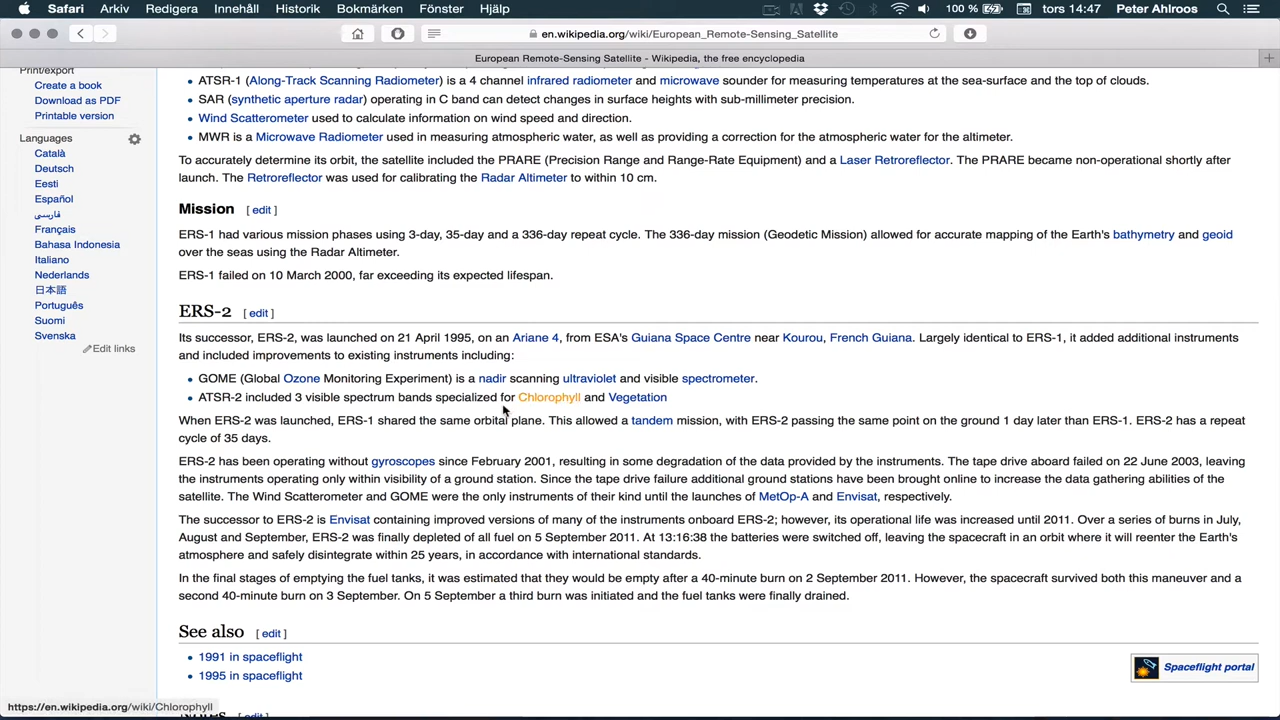 Safari Arkiv Redigera Innehåll Historik Bokmärken Fönster Hjälp 100 % tors 14:47 Peter Ahlroos
en.wikipedia.org/wiki/European_Remote-Sensing_Satellite
European Remote-Sensing Satellite - Wikipedia, the free encyclopedia
Print/export
Create a book
Download as PDF
Printable version
Languages
Català
Deutsch
Eesti
Español
فارسی
Français
Bahasa Indonesia
Italiano
Nederlands
日本語
Português
Suomi
Svenska
Edit links
• ATSR-1 (Along-Track Scanning Radiometer) is a 4 channel infrared radiometer and microwave sounder for measuring temperatures at the sea-surface and the top of clouds.
• SAR (synthetic aperture radar) operating in C band can detect changes in surface heights with sub-millimeter precision.
• Wind Scatterometer used to calculate information on wind speed and direction.
• MWR is a Microwave Radiometer used in measuring atmospheric water, as well as providing a correction for the atmospheric water for the altimeter.
To accurately determine its orbit, the satellite included the PRARE (Precision Range and Range-Rate Equipment) and a Laser Retroreflector. The PRARE became non-operational shortly after
launch. The Retroreflector was used for calibrating the Radar Altimeter to within 10 cm.
Mission [ edit ]
ERS-1 had various mission phases using 3-day, 35-day and a 336-day repeat cycle. The 336-day mission (Geodetic Mission) allowed for accurate mapping of the Earth's bathymetry and geoid
over the seas using the Radar Altimeter.
ERS-1 failed on 10 March 2000, far exceeding its expected lifespan.
ERS-2 [ edit ]
Its successor, ERS-2, was launched on 21 April 1995, on an Ariane 4, from ESA's Guiana Space Centre near Kourou, French Guiana. Largely identical to ERS-1, it added additional instruments
and included improvements to existing instruments including:
• GOME (Global Ozone Monitoring Experiment) is a nadir scanning ultraviolet and visible spectrometer.
• ATSR-2 included 3 visible spectrum bands specialized for Chlorophyll and Vegetation
When ERS-2 was launched, ERS-1 shared the same orbital plane. This allowed a tandem mission, with ERS-2 passing the same point on the ground 1 day later than ERS-1. ERS-2 has a repeat
cycle of 35 days.
ERS-2 has been operating without gyroscopes since February 2001, resulting in some degradation of the data provided by the instruments. The tape drive aboard failed on 22 June 2003, leaving
the instruments operating only within visibility of a ground station. Since the tape drive failure additional ground stations have been brought online to increase the data gathering abilities of the
satellite. The Wind Scatterometer and GOME were the only instruments of their kind until the launches of MetOp-A and Envisat, respectively.
The successor to ERS-2 is Envisat containing improved versions of many of the instruments onboard ERS-2; however, its operational life was increased until 2011. Over a series of burns in July,
August and September, ERS-2 was finally depleted of all fuel on 5 September 2011. At 13:16:38 the batteries were switched off, leaving the spacecraft in an orbit where it will reenter the Earth's
atmosphere and safely disintegrate within 25 years, in accordance with international standards.
In the final stages of emptying the fuel tanks, it was estimated that they would be empty after a 40-minute burn on 2 September 2011. However, the spacecraft survived both this maneuver and a
second 40-minute burn on 3 September. On 5 September a third burn was initiated and the fuel tanks were finally drained.
See also [ edit ]
• 1991 in spaceflight
• 1995 in spaceflight
Spaceflight portal
https://en.wikipedia.org/wiki/Chlorophyll
[ edit ]